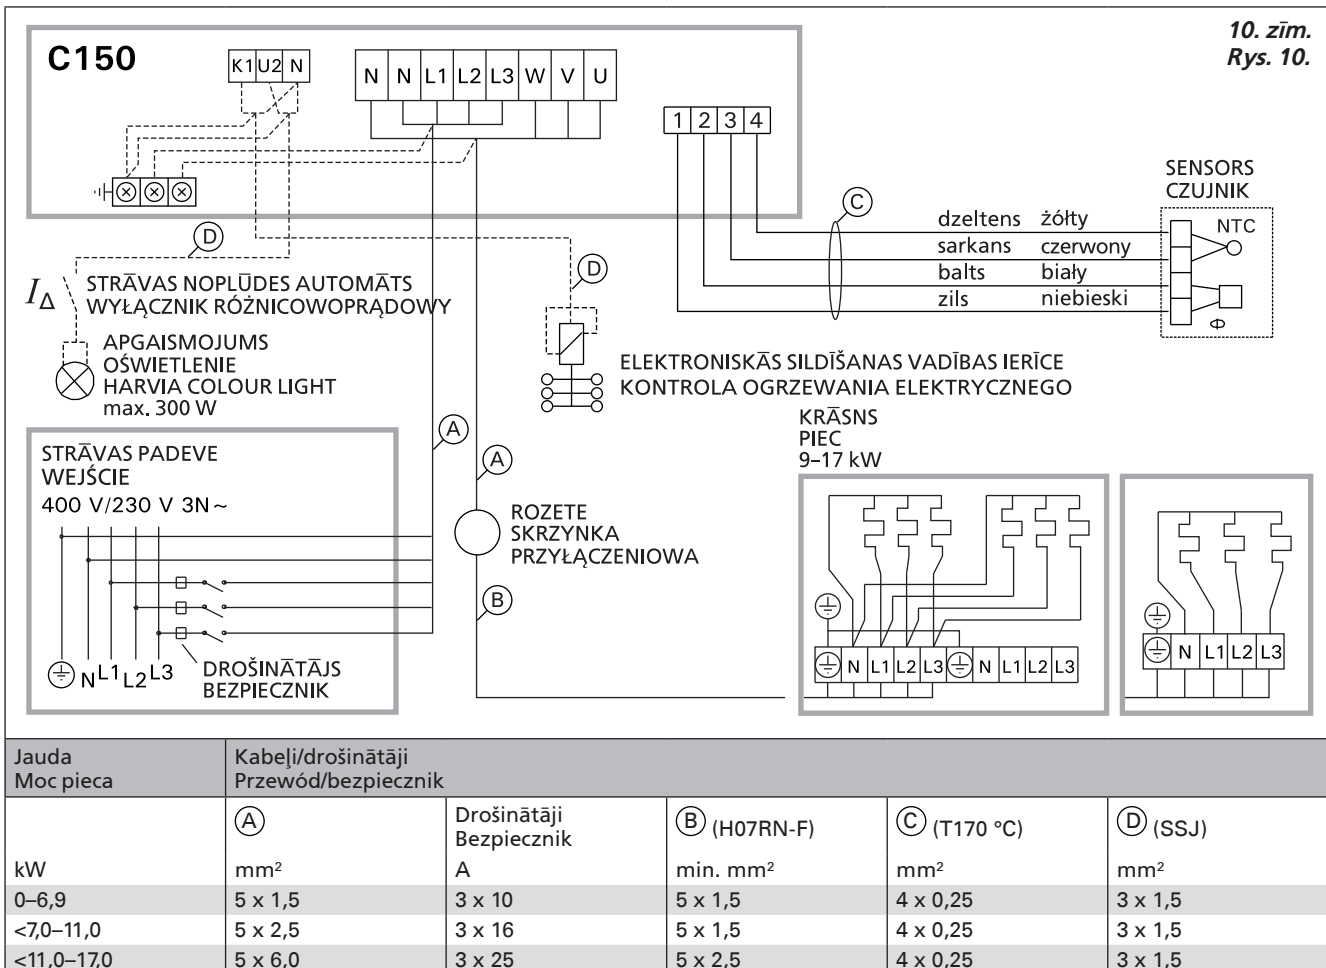 10. zīm.
Rys. 10.
C150
K1 U2 N
N N L1 L2 L3 W V U
1 2 3 4
SENSORS
CZUJNIK
NTC
C
dzeltens żółty
sarkans czerwony
balts biały
zils niebieski
Φ
D
D
I∆
STRĀVAS NOPLŪDES AUTOMĀTS
WYŁĄCZNIK RÓŻNICOWOPRĄDOWY
APGAISMOJUMS
OŚWIETLENIE
HARVIA COLOUR LIGHT
max. 300 W
ELEKTRONISKĀS SILDĪŠANAS VADĪBAS IERĪCE
KONTROLA OGRZEWANIA ELEKTRYCZNEGO
KRĀSNS
PIEC
9–17 kW
A
A
STRĀVAS PADEVE
WEJŚCIE
400 V/230 V 3N~
ROZETE
SKRZYNKA
PRZYŁĄCZENIOWA
B
N L1 L2 L3
DROŠINĀTĀJS
BEZPIECZNIK
N L1 L2 L3 N L1 L2 L3
N L1 L2 L3
Jauda Kabeļi/drošinātāji
Moc pieca Przewód/bezpiecznik
A Drošinātāji Bezpiecznik B (H07RN-F) C (T170 °C) D (SSJ)
kW mm² A min. mm² mm² mm²
0–6,9 5 x 1,5 3 x 10 5 x 1,5 4 x 0,25 3 x 1,5
<7,0–11,0 5 x 2,5 3 x 16 5 x 1,5 4 x 0,25 3 x 1,5
<11,0–17,0 5 x 6,0 3 x 25 5 x 2,5 4 x 0,25 3 x 1,5